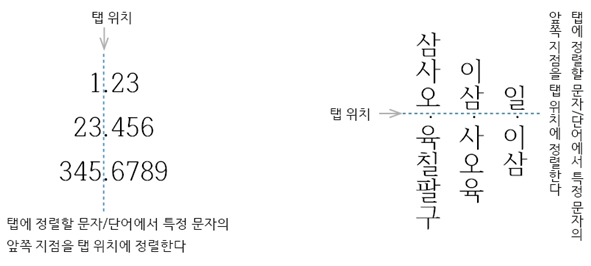 탭 위치
1.23
23.456
345.6789
탭에 정렬할 문자/단어에서 특정 문자의
앞쪽 지점을 탭 위치에 정렬한다
탭에 정렬할 문자/단어에서 특정 문자의
앞쪽 지점을 탭 위치에 정렬한다
탭 위치
일.이삼
이삼.사오육
삼사오.육칠팔구